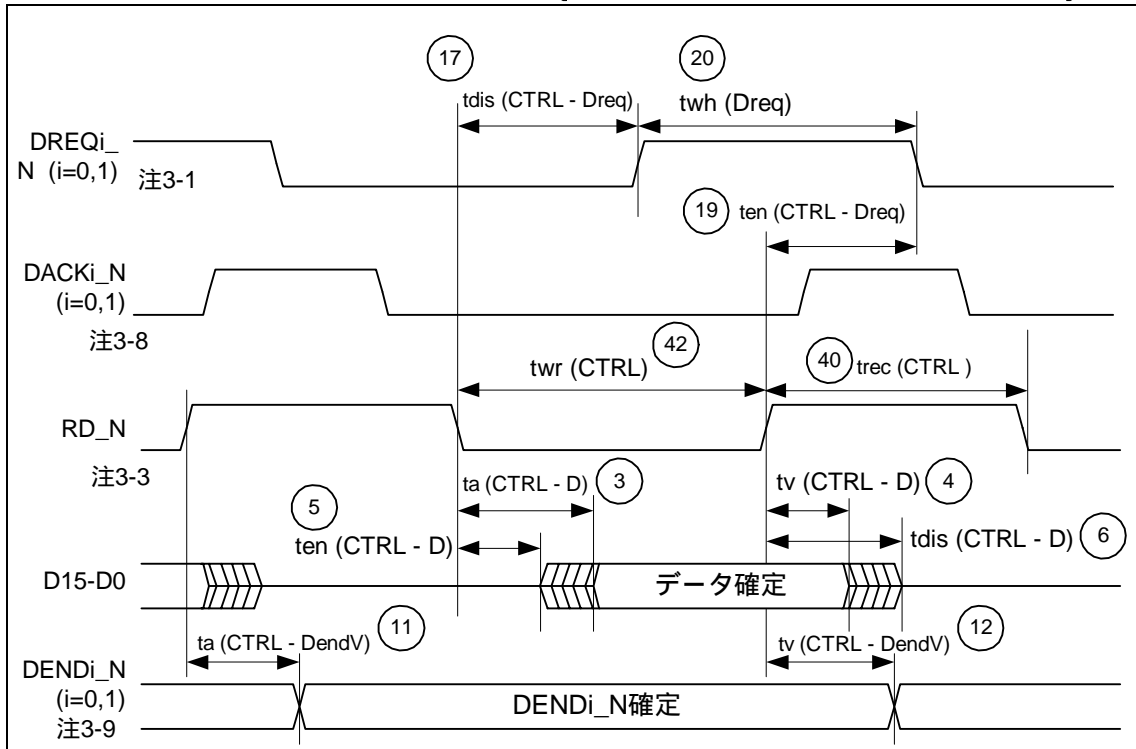 17
20
tdis (CTRL - Dreq)
twh (Dreq)
DREQi_
N (i=0,1)
注3-1
19
ten (CTRL - Dreq)
DACKi_N
(i=0,1)
注3-8
42
twr (CTRL)
40
trec (CTRL )
RD_N
注3-3
ta (CTRL - D)
3
tv (CTRL - D)
4
5
ten (CTRL - D)
tdis (CTRL - D)
6
D15-D0
データ確定
11
ta (CTRL - DendV)
12
tv (CTRL - DendV)
DENDi_N
(i=0,1)
注3-9
DENDi_N確定